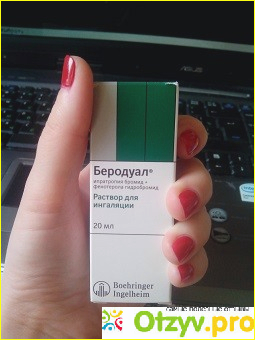 Беродуал®
ипратропия бромид +
фенотерола гидробромид
Раствор для
ингаляций
20 мл
Boehringer
Ingelheim
Otzyv.pro